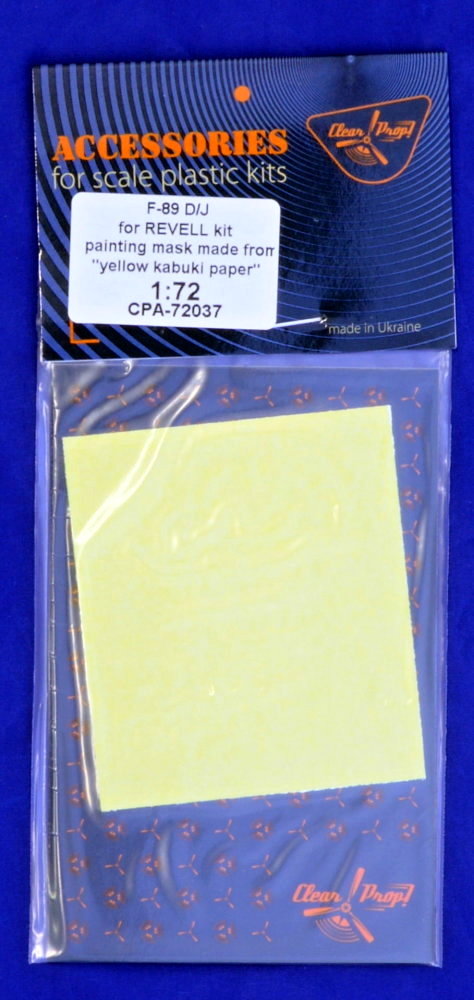 Clear Prop!
ACCESSORIES
for scale plastic kits
F-89 D/J
for REVELL kit
painting mask made from
"yellow kabuki paper"
1:72
CPA-72037
made in Ukraine
Clear Prop!